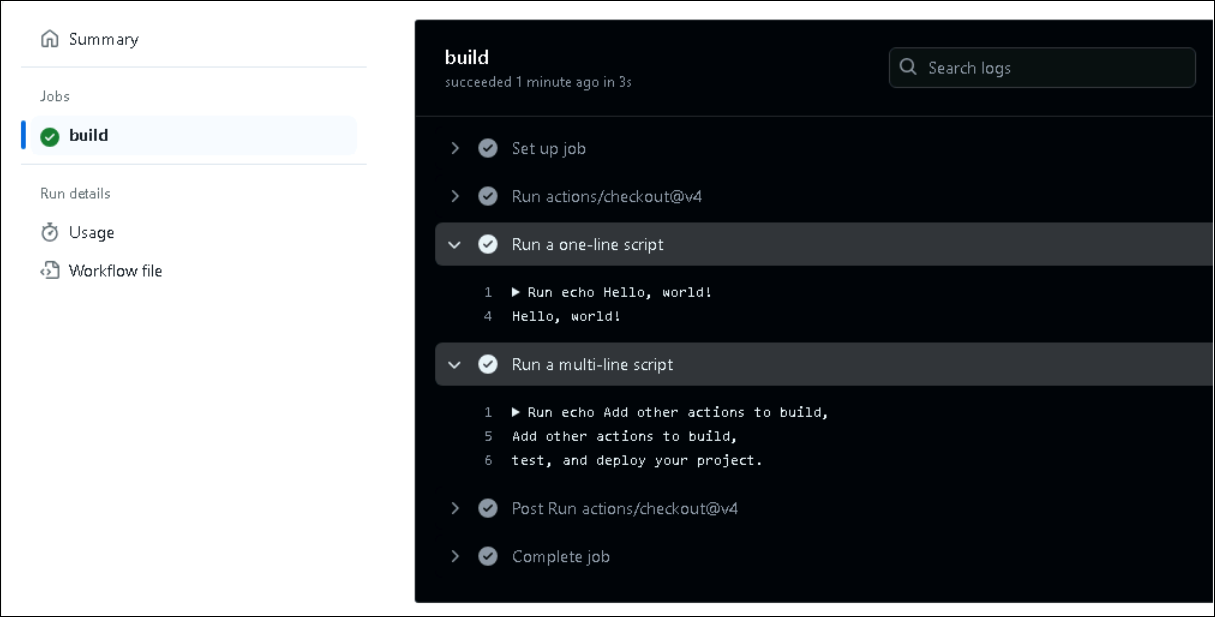 Summary
Jobs
build
Run details
Usage
Workflow file
build
succeeded 1 minute ago in 3s
Search logs
Set up job
Run actions/checkout@v4
Run a one-line script
1 ▶ Run echo Hello, world!
4 Hello, world!
Run a multi-line script
1 ▶ Run echo Add other actions to build,
5 Add other actions to build,
6 test, and deploy your project.
Post Run actions/checkout@v4
Complete job